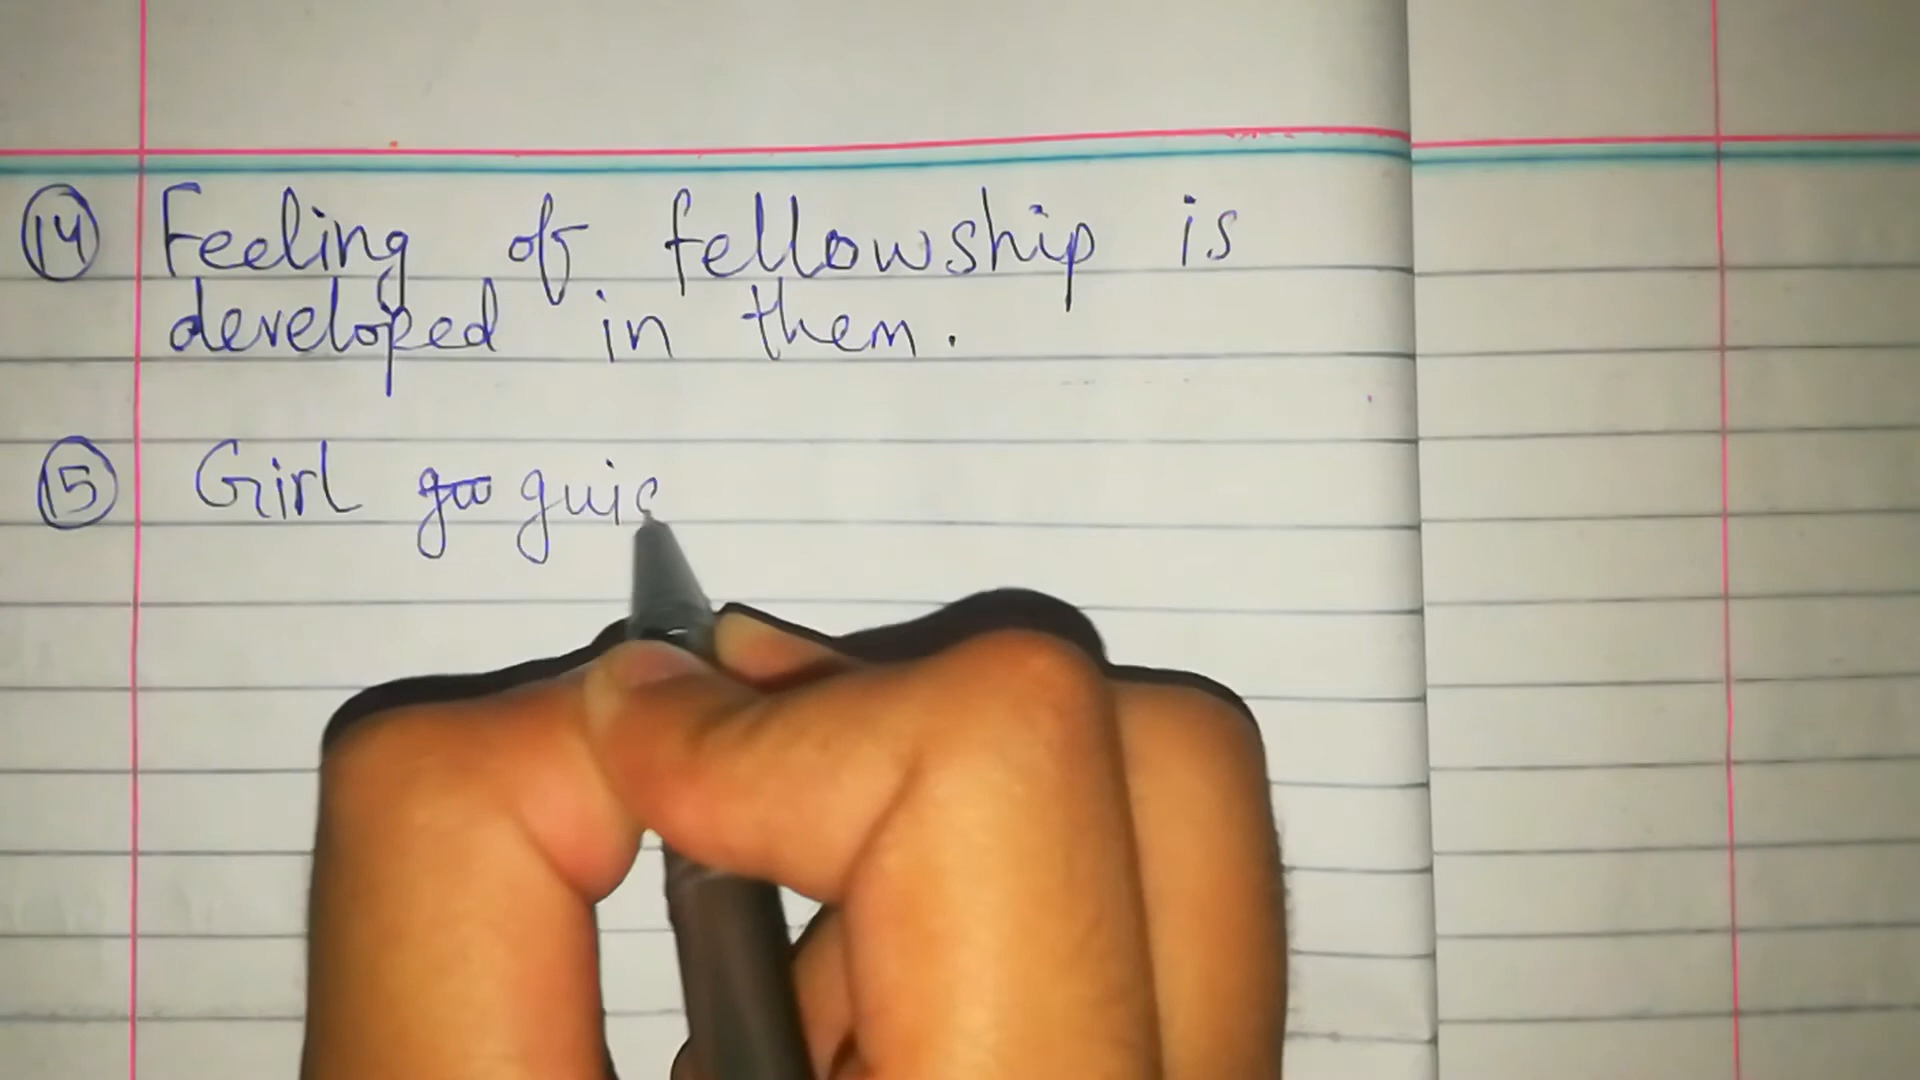 14 Feeling of fellowship is
developed in them.
15 Girl